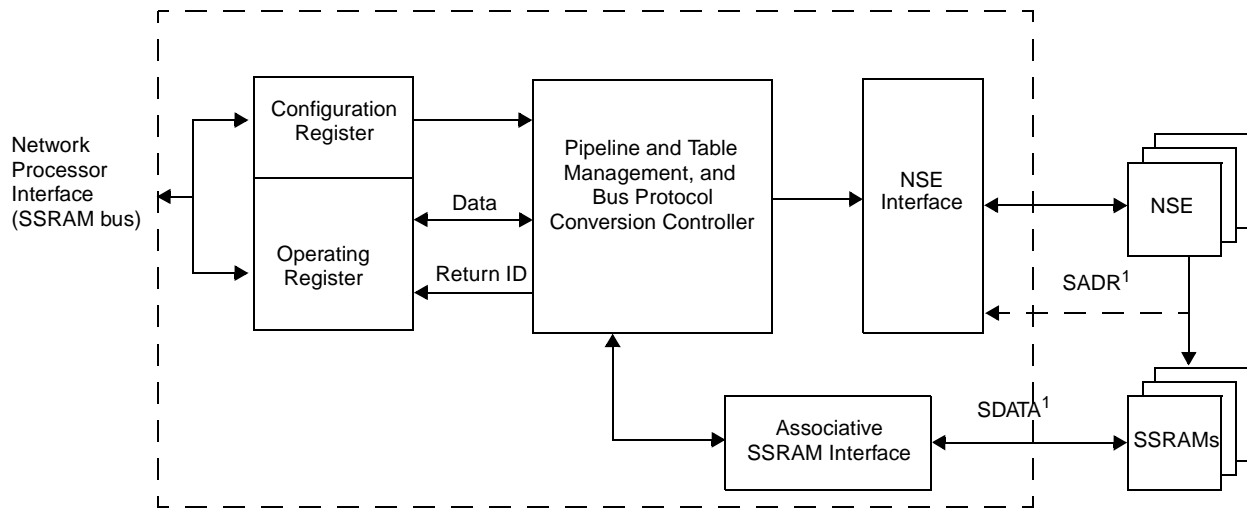 Network
Processor
Interface
(SSRAM bus)
Configuration
Register
Operating
Register
Data
Return ID
Pipeline and Table
Management, and
Bus Protocol
Conversion Controller
NSE
Interface
NSE
SADR1
Associative
SSRAM Interface
SDATA1
SSRAMs